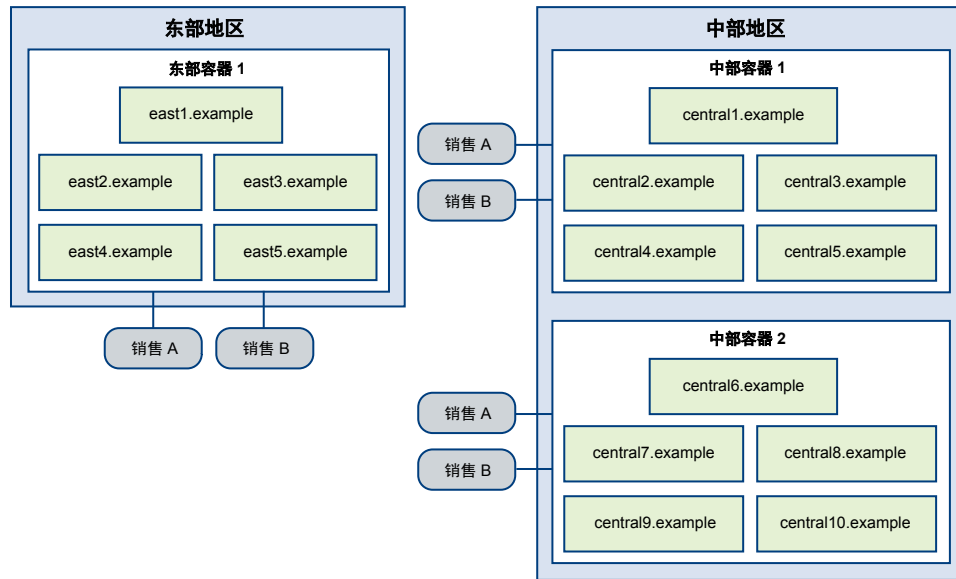 东部地区
东部容器 1
east1.example
east2.example
east3.example
east4.example
east5.example
销售 A
销售 B
中部地区
中部容器 1
central1.example
销售 A
central2.example
central3.example
销售 B
central4.example
central5.example
中部容器 2
central6.example
销售 A
central7.example
central8.example
销售 B
central9.example
central10.example